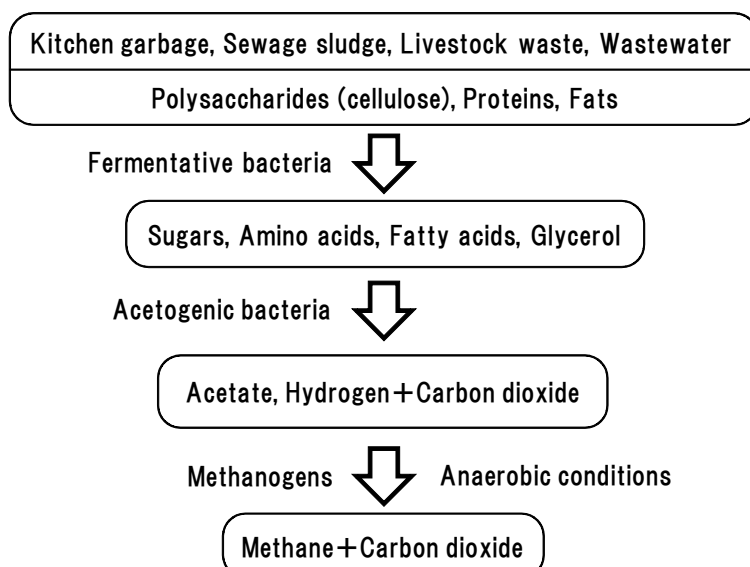 Kitchen garbage, Sewage sludge, Livestock waste, Wastewater
Polysaccharides (cellulose), Proteins, Fats
Fermentative bacteria
Sugars, Amino acids, Fatty acids, Glycerol
Acetogenic bacteria
Acetate, Hydrogen+Carbon dioxide
Methanogens Anaerobic conditions
Methane+Carbon dioxide